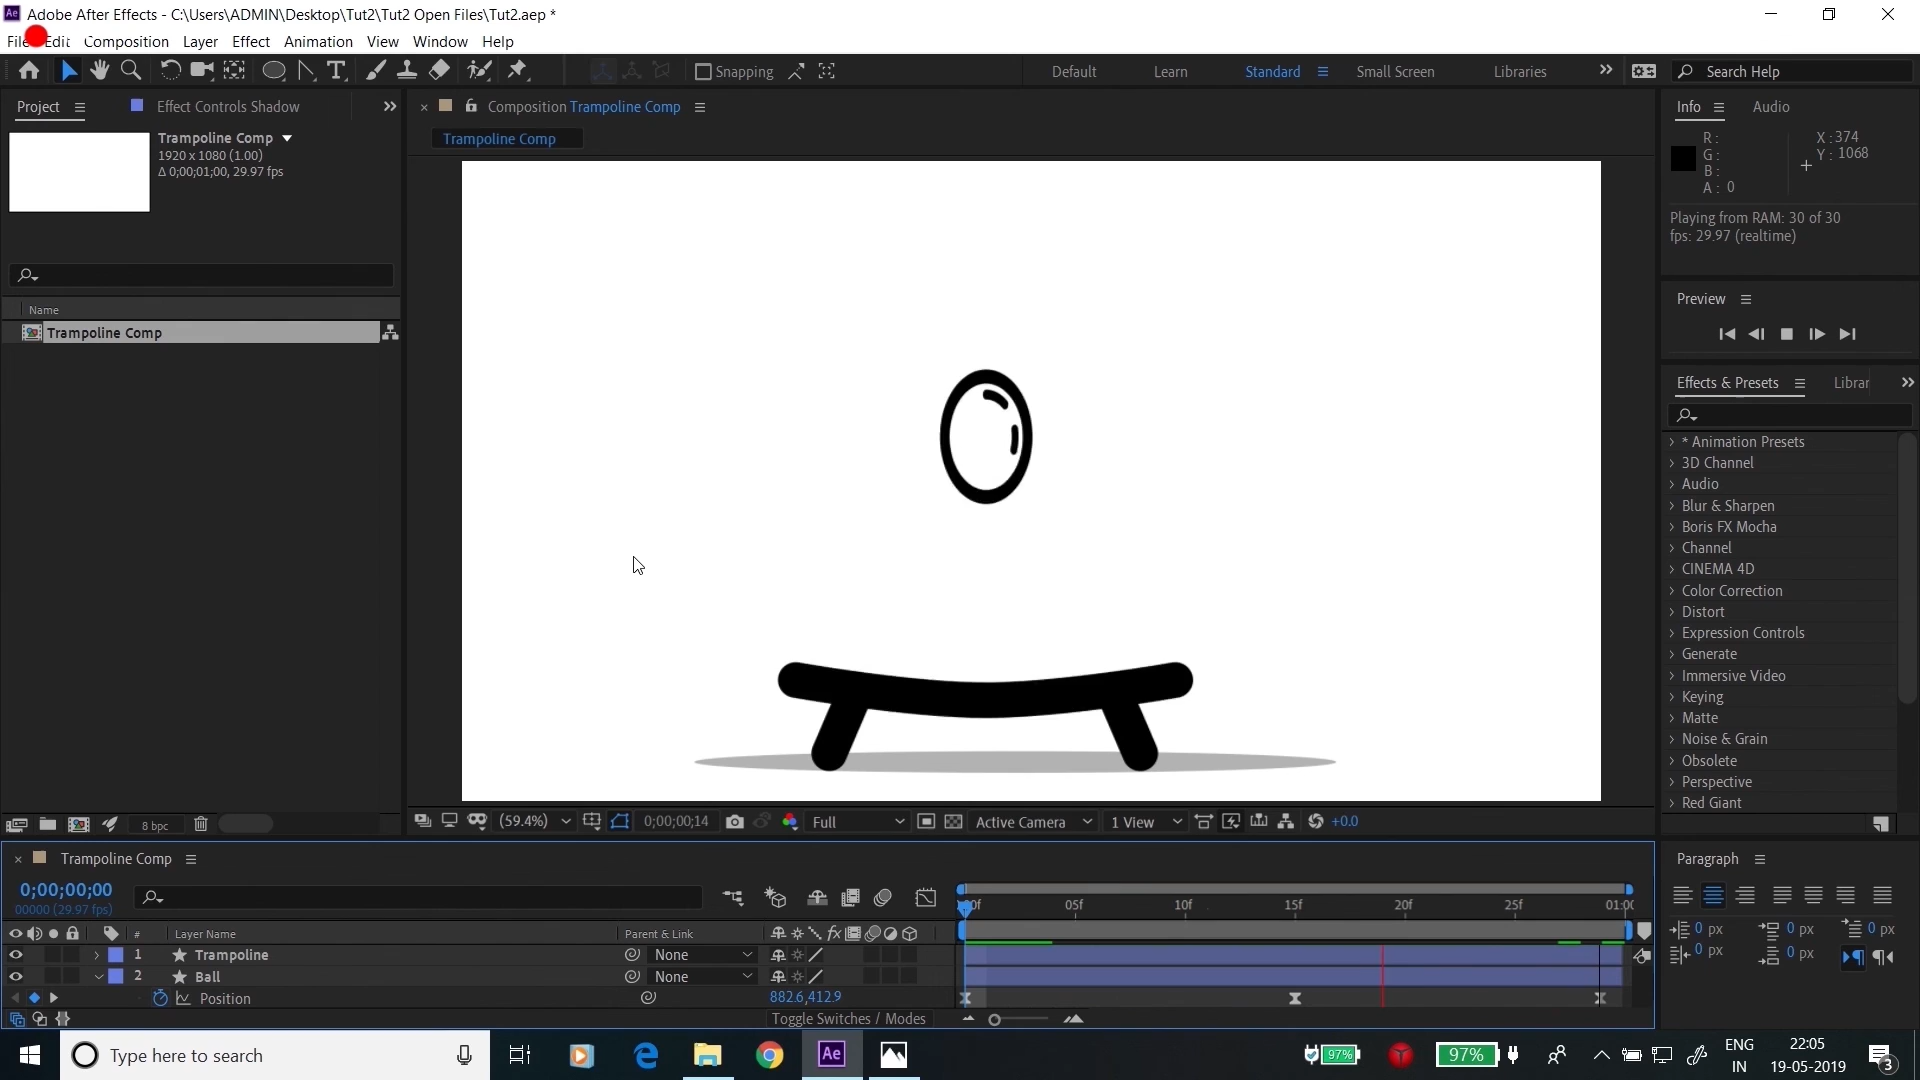 Ae Adobe After Effects - C:\Users\ADMIN\Desktop\Tut2\Tut2 Open Files\Tut2.aep *
File Edit Composition Layer Effect Animation View Window Help
Snapping Default Learn Standard Small Screen Libraries Search Help
Project Effect Controls Shadow
Trampoline Comp
1920 x 1080 (1.00)
Δ 0;00;01;00, 29.97 fps
Name
Trampoline Comp
8 bpc
Composition Trampoline Comp
Trampoline Comp
(59.4%) 0;00;00;14 Full Active Camera 1 View +0.0
Info Audio
R : X : 374
G : Y : 1068
B :
A : 0
Playing from RAM: 30 of 30
fps: 29.97 (realtime)
Preview
Effects & Presets Librar
* Animation Presets
3D Channel
Audio
Blur & Sharpen
Boris FX Mocha
Channel
CINEMA 4D
Color Correction
Distort
Expression Controls
Generate
Immersive Video
Keying
Matte
Noise & Grain
Obsolete
Perspective
Red Giant
Paragraph
0 px 0 px 0 px
0 px 0 px
Trampoline Comp
0;00;00;00
00000 (29.97 fps)
05f 10f 15f 20f 25f
# Layer Name Parent & Link
1 Trampoline None
2 Ball None
Position 882.6,412.9
Toggle Switches / Modes
Type here to search
Ae
97% 97%
ENG
IN
22:05
19-05-2019
3